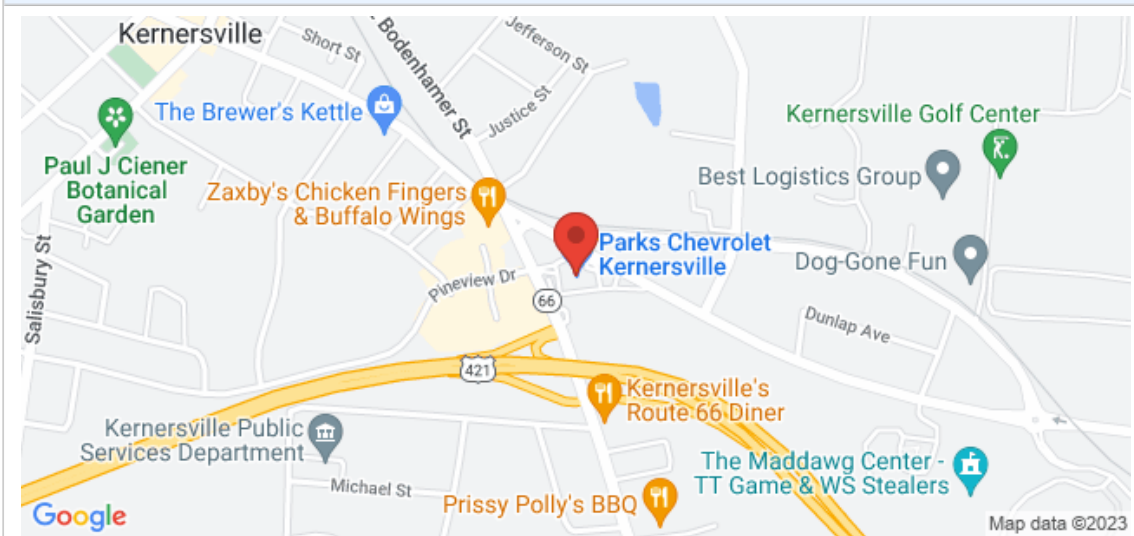 Kernersville
Short St
Bodenhamer St
Jefferson St
Justice St
The Brewer's Kettle
Kernersville Golf Center
Paul J Ciener
Botanical
Garden
Best Logistics Group
Zaxby's Chicken Fingers
& Buffalo Wings
Parks Chevrolet
Kernersville
Dog-Gone Fun
Salisbury St
Pineview Dr
66
Dunlap Ave
421
Kernersville's
Route 66 Diner
Kernersville Public
Services Department
The Maddawg Center -
TT Game & WS Stealers
Michael St
Prissy Polly's BBQ
Google
Map data ©2023